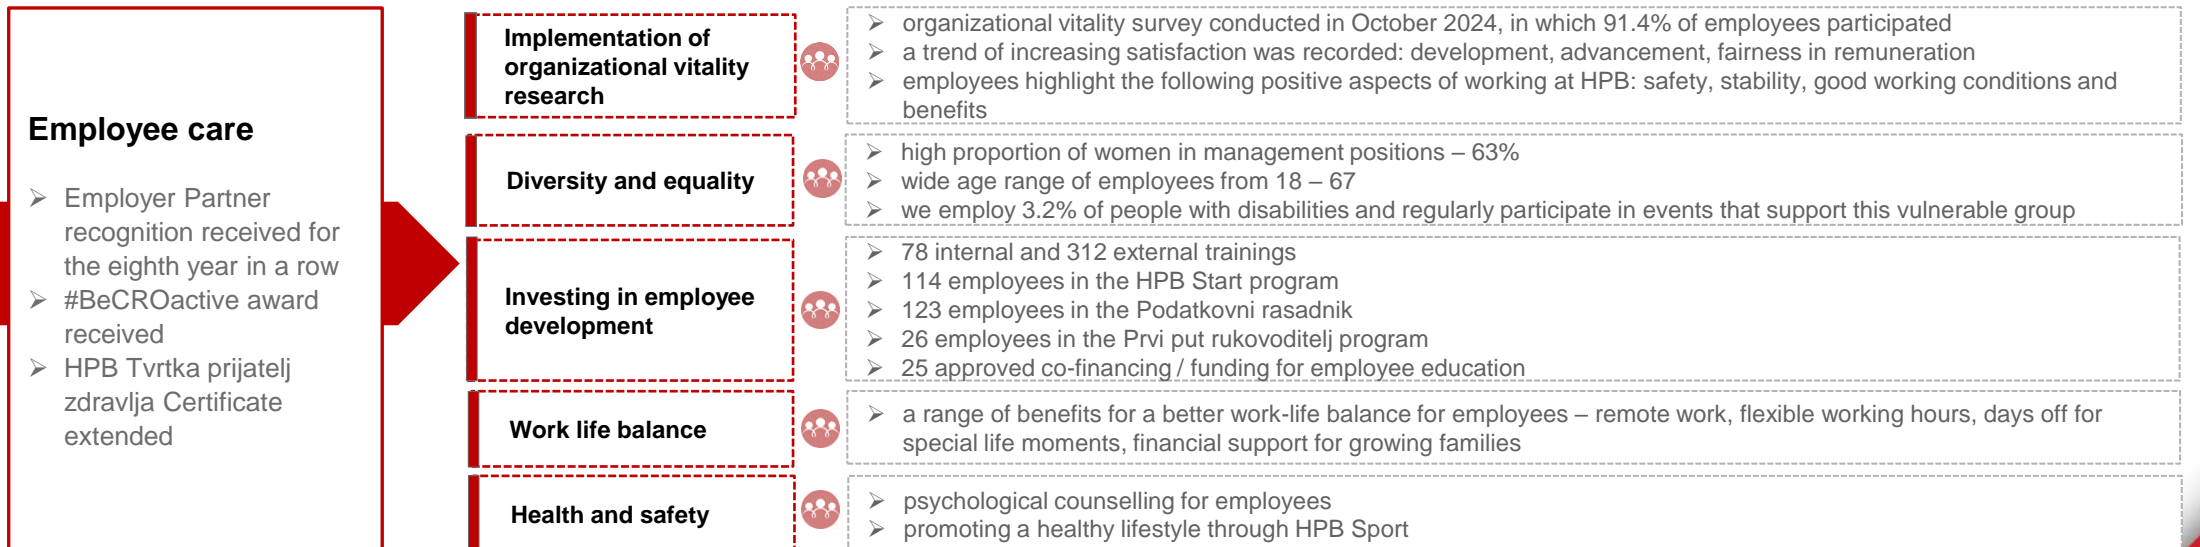 Employee care
➢ Employer Partner
recognition received for
the eighth year in a row
➢ #BeCROactive award
received
➢ HPB Tvrtka prijatelj
zdravlja Certificate
extended
Implementation of
organizational vitality
research
➢ organizational vitality survey conducted in October 2024, in which 91.4% of employees participated
➢ a trend of increasing satisfaction was recorded: development, advancement, fairness in remuneration
➢ employees highlight the following positive aspects of working at HPB: safety, stability, good working conditions and
benefits
Diversity and equality
➢ high proportion of women in management positions – 63%
➢ wide age range of employees from 18 – 67
➢ we employ 3.2% of people with disabilities and regularly participate in events that support this vulnerable group
Investing in employee
development
➢ 78 internal and 312 external trainings
➢ 114 employees in the HPB Start program
➢ 123 employees in the Podatkovni rasadnik
➢ 26 employees in the Prvi put rukovoditelj program
➢ 25 approved co-financing / funding for employee education
Work life balance
➢ a range of benefits for a better work-life balance for employees – remote work, flexible working hours, days off for
special life moments, financial support for growing families
Health and safety
➢ psychological counselling for employees
➢ promoting a healthy lifestyle through HPB Sport